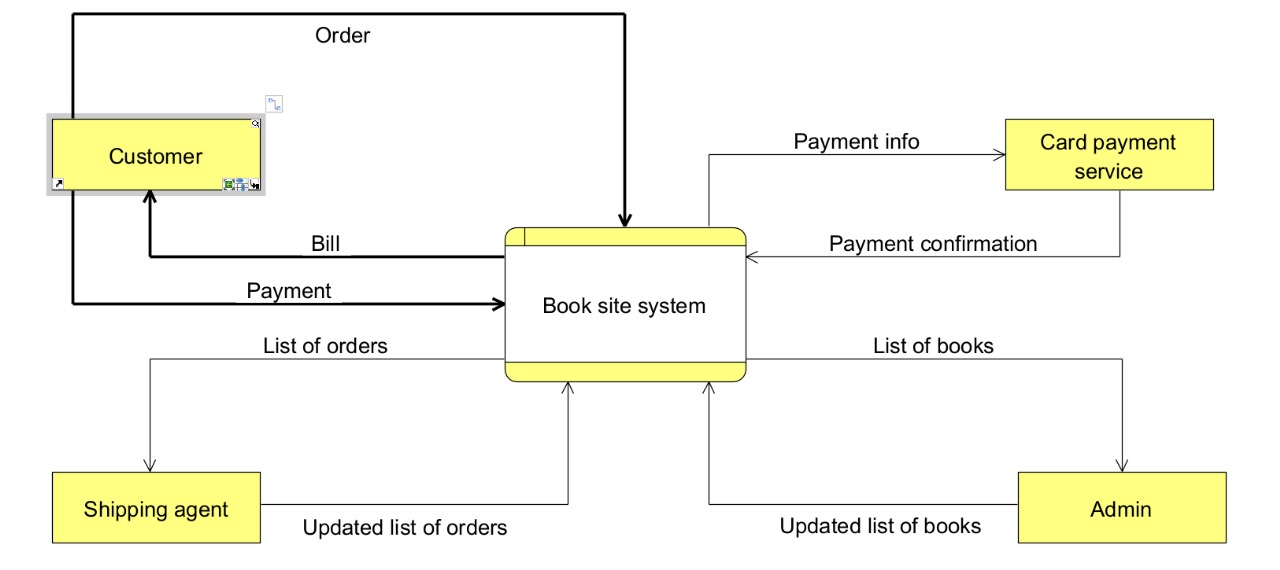 Order
Customer
Payment info
Card payment
service
Bill
Payment confirmation
Payment
Book site system
List of orders
List of books
Shipping agent
Admin
Updated list of orders
Updated list of books